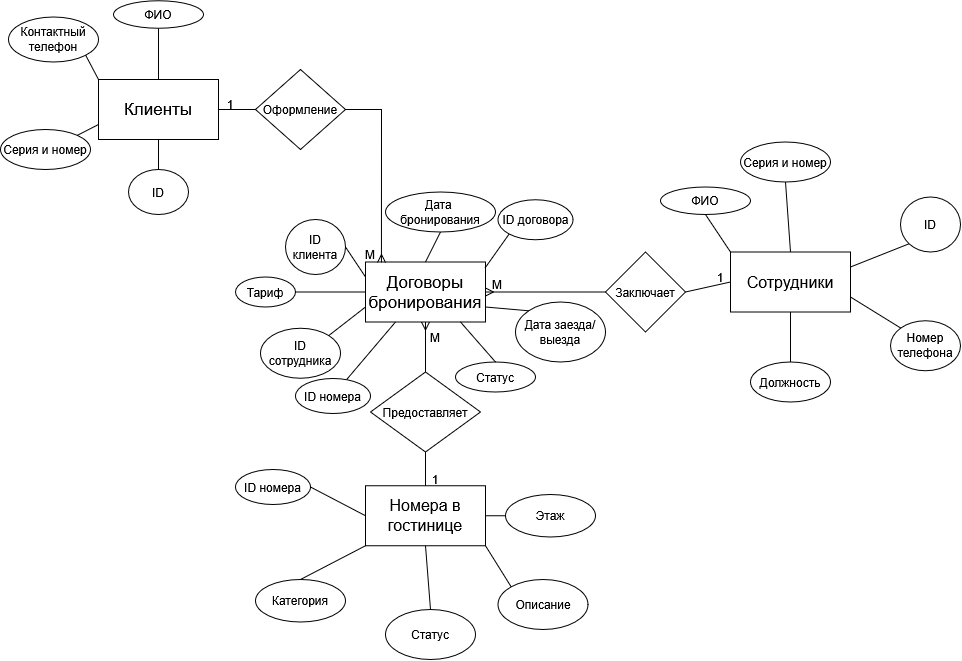 ФИО
Контактный
телефон
Клиенты
1
Оформление
Серия и номер
ID
Серия и номер
ФИО
ID
Дата
бронирования
ID договора
ID
клиента
М
Договоры
бронирования
М
Заключает
1
Сотрудники
Тариф
Дата заезда/
выезда
М
ID
сотрудника
Номер
телефона
Статус
Должность
ID номера
Предоставляет
1
ID номера
Номера в
гостинице
Этаж
Категория
Описание
Статус